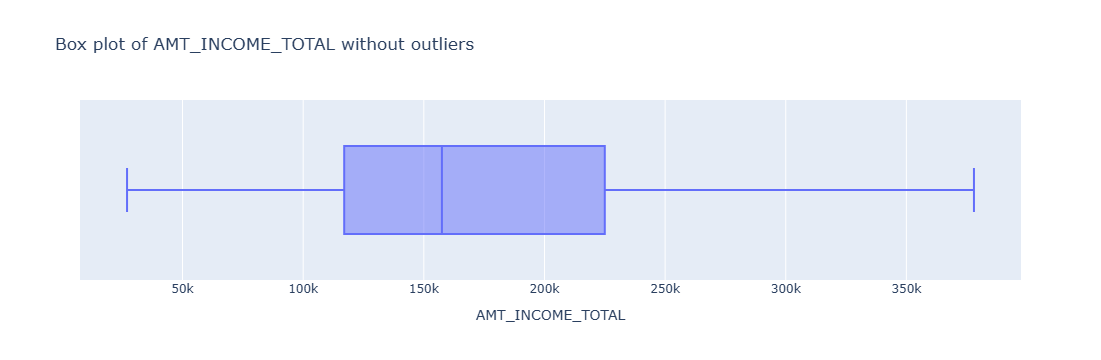 Box plot of AMT_INCOME_TOTAL without outliers
50k 100k 150k 200k 250k 300k 350k
AMT_INCOME_TOTAL